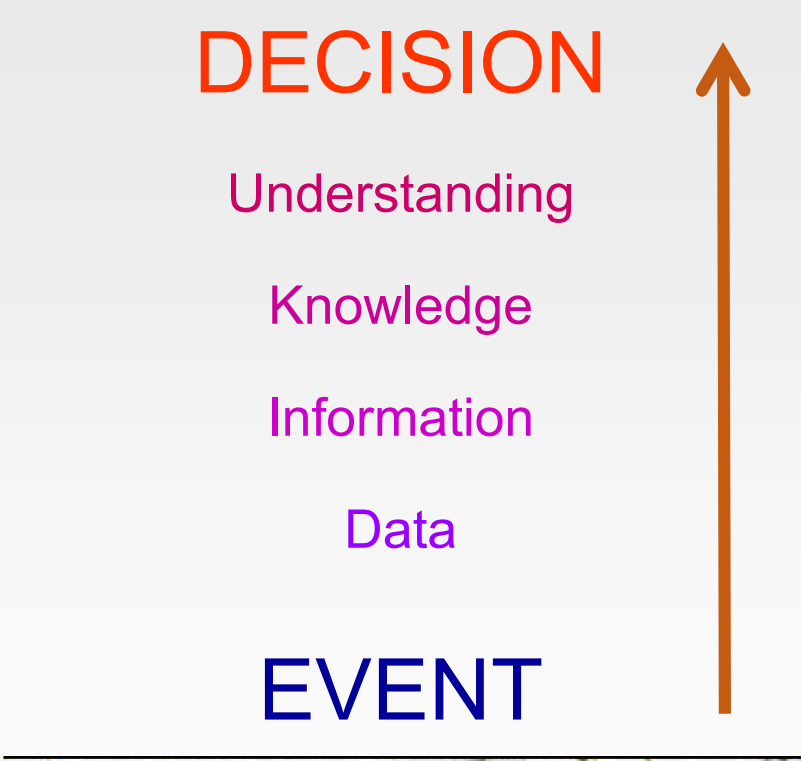 DECISION
Understanding
Knowledge
Information
Data
EVENT